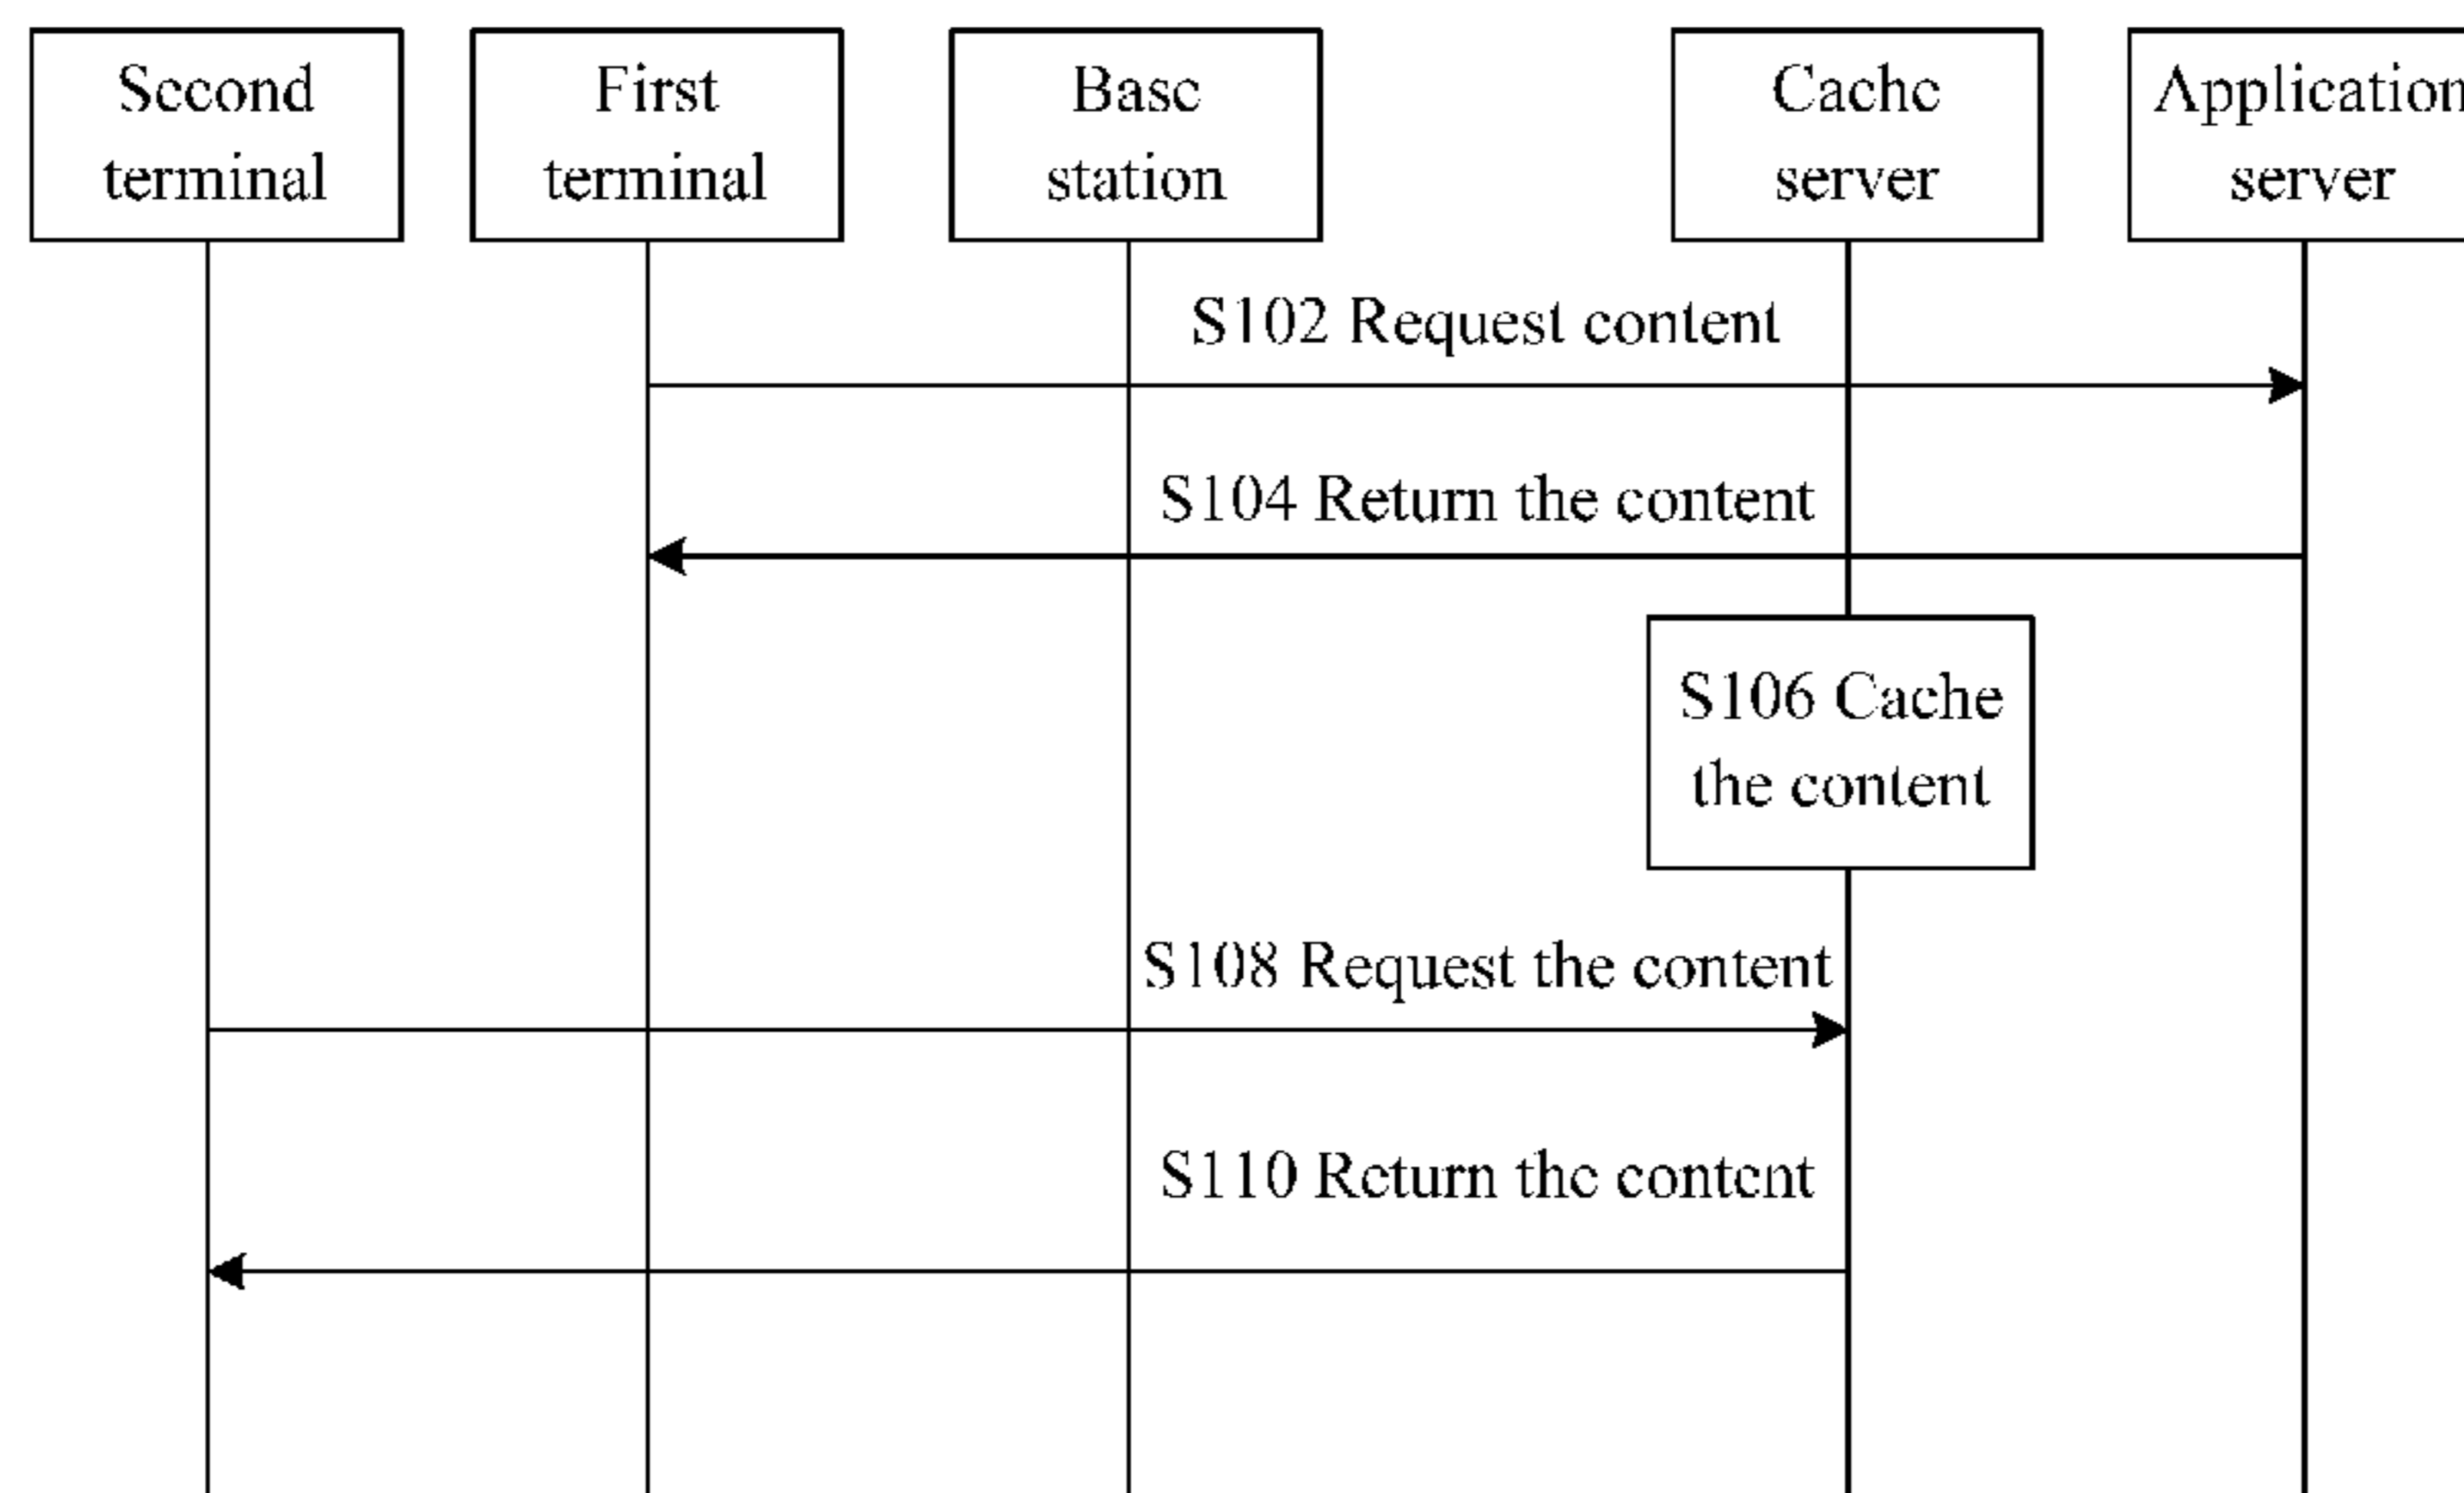 Second
terminal
First
terminal
Base
station
Cache
server
Application
server
S102 Request content
S104 Return the content
S106 Cache
the content
S108 Request the content
S110 Return the content